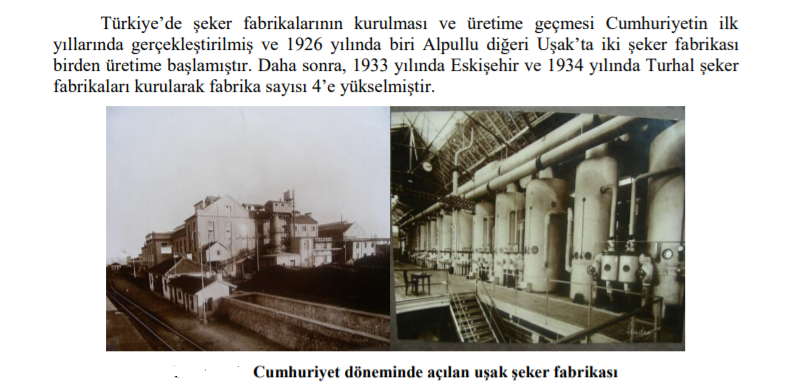 Türkiye’de şeker fabrikalarının kurulması ve üretime geçmesi Cumhuriyetin ilk
yıllarında gerçekleştirilmiş ve 1926 yılında biri Alpullu diğeri Uşak’ta iki şeker fabrikası
birden üretime başlamıştır. Daha sonra, 1933 yılında Eskişehir ve 1934 yılında Turhal şeker
fabrikaları kurularak fabrika sayısı 4’e yükselmiştir.
Cumhuriyet döneminde açılan uşak şeker fabrikası